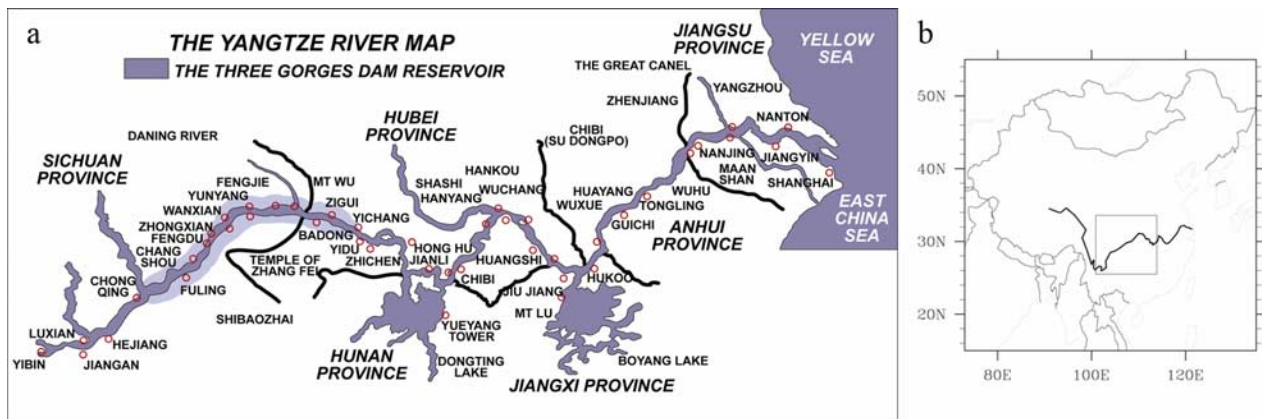 a
THE YANGTZE RIVER MAP
THE THREE GORGES DAM RESERVOIR
JIANGSU
PROVINCE
YELLOW
SEA
THE GREAT CANEL
YANGZHOU
ZHENJIANG
NANTON
HUBEI
PROVINCE
CHIBI
(SU DONGPO)
DANING RIVER
NANJING
JIANGYIN
SICHUAN
PROVINCE
FENGJIE
MT WU
HANKOU
MAAN
SHAN
SHANGHAI
YUNYANG
ZIGUI
SHASHI
HANYANG
WUCHANG
HUAYANG
WUHU
WUXUE
TONGLING
WANXIAN
YICHANG
GUICHI
ANHUI
PROVINCE
EAST
CHINA
SEA
ZHONGXIAN
FENGDU
BADONG
YIDU
ZHICHEN
HONG HU
JIANLI
HUANGSHI
CHANG
SHOU
TEMPLE OF
ZHANG FEI
CHIBI
HUKOO
CHONG
QING
FULING
JIU JIANG
MT LU
SHIBAOZHAI
YUEYANG
TOWER
LUXIAN
HEJIANG
HUNAN
PROVINCE
DONGTING
LAKE
BOYANG LAKE
YIBIN
JIANGAN
JIANGXI PROVINCE
b
50N
40N
30N
20N
80E
100E
120E